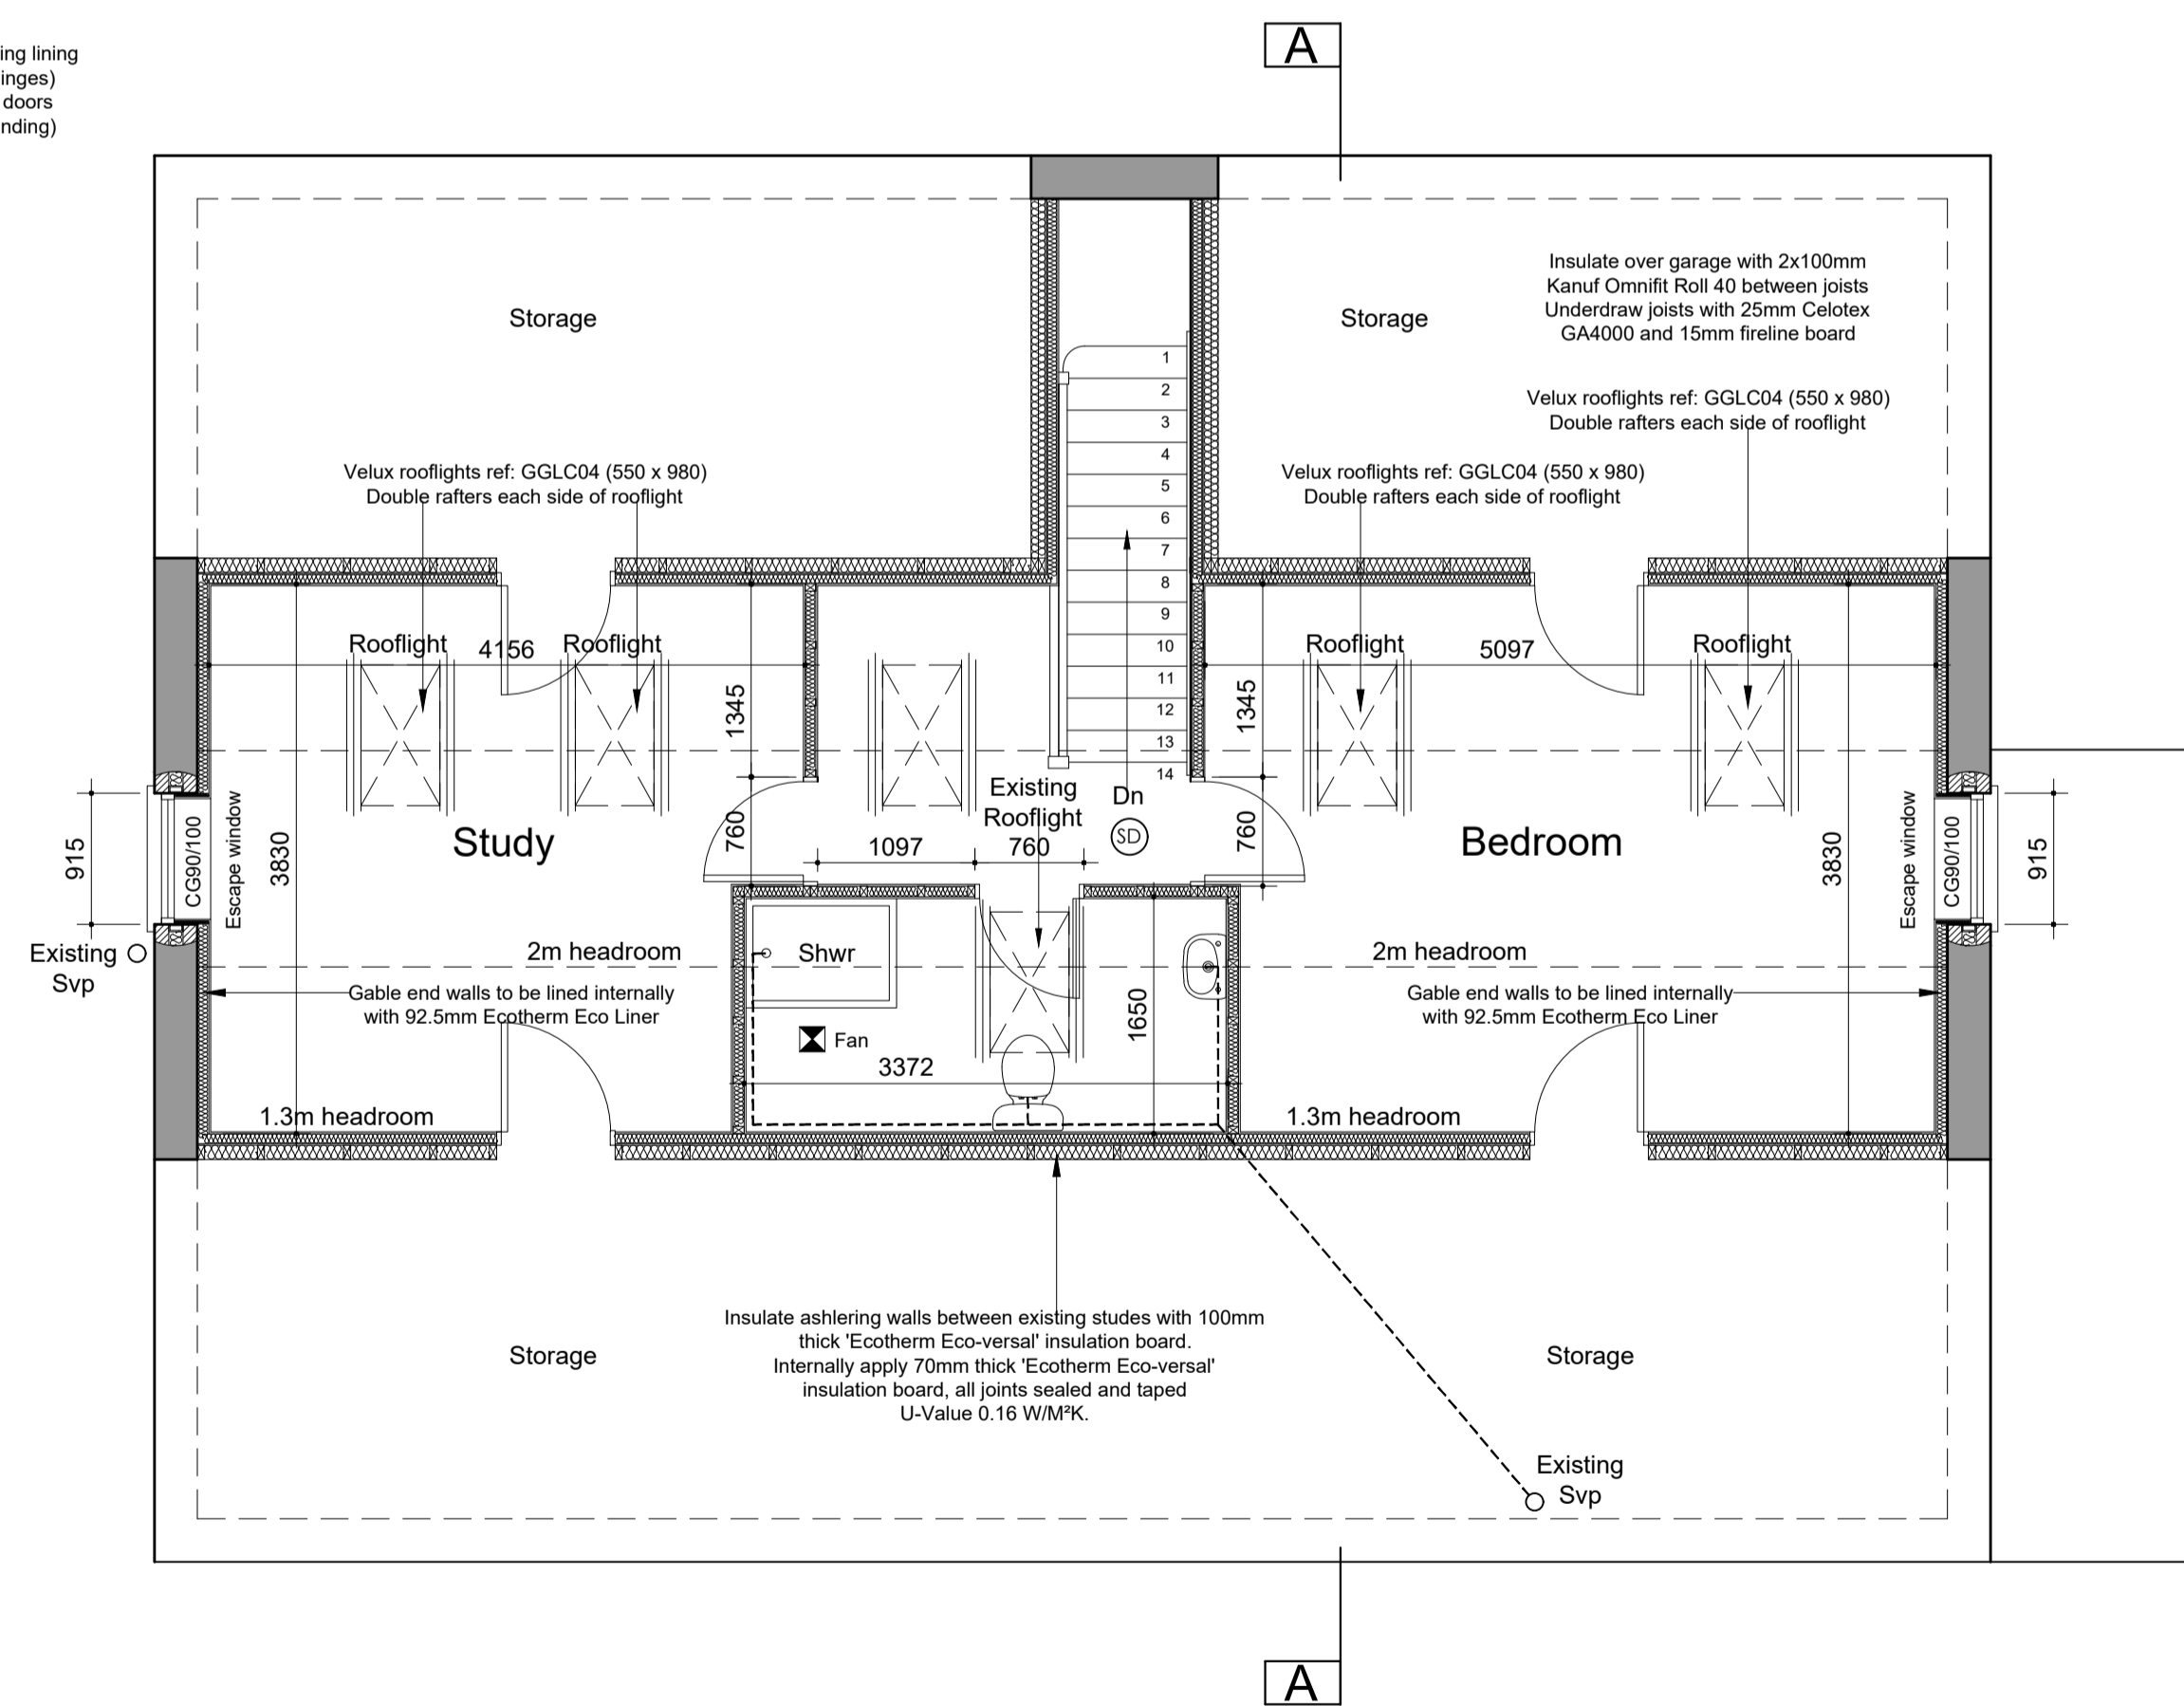 A
ing lining
inges)
doors
nding)
Storage
Storage
Insulate over garage with 2x100mm
Kanuf Omnifit Roll 40 between joists
Underdraw joists with 25mm Celotex
GA4000 and 15mm fireline board
1
2
3
4
5
6
7
8
9
10
11
12
13
14
Velux rooflights ref: GGLC04 (550 x 980)
Double rafters each side of rooflight
Velux rooflights ref: GGLC04 (550 x 980)
Double rafters each side of rooflight
Velux rooflights ref: GGLC04 (550 x 980)
Double rafters each side of rooflight
Rooflight
4156
Rooflight
Rooflight
5097
Rooflight
1345
1345
Existing
Rooflight
Dn
SD
760
760
1097
760
915
CG90/100
Escape window
3830
Study
Bedroom
3830
Escape window
CG90/100
915
Existing
Svp
2m headroom
Shwr
2m headroom
Gable end walls to be lined internally
with 92.5mm Ecotherm Eco Liner
Gable end walls to be lined internally
with 92.5mm Ecotherm Eco Liner
Fan
1650
3372
1.3m headroom
1.3m headroom
Insulate ashlering walls between existing studes with 100mm
thick 'Ecotherm Eco-versal' insulation board.
Internally apply 70mm thick 'Ecotherm Eco-versal'
insulation board, all joints sealed and taped
U-Value 0.16 W/M²K.
Storage
Storage
Existing
Svp
A